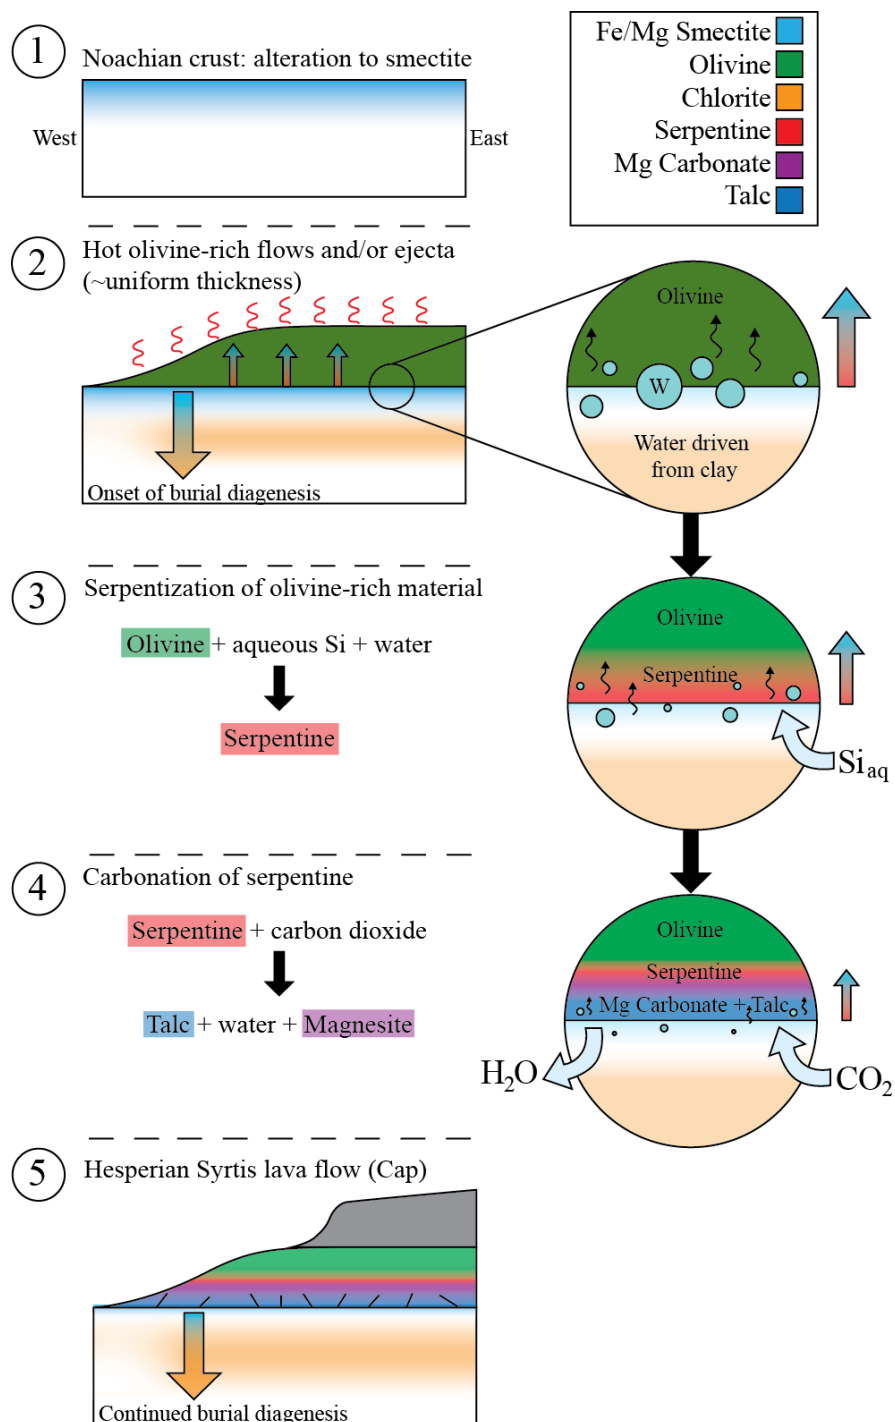 1
Noachian crust: alteration to smectite
West
East
Fe/Mg Smectite
Olivine
Chlorite
Serpentine
Mg Carbonate
Talc
2
Hot olivine-rich flows and/or ejecta
(~uniform thickness)
Onset of burial diagenesis
Olivine
W
Water driven
from clay
3
Serpentization of olivine-rich material
Olivine + aqueous Si + water
Serpentine
Olivine
Serpentine
Siaq
4
Carbonation of serpentine
Serpentine + carbon dioxide
Talc + water + Magnesite
Olivine
Serpentine
Mg Carbonate + Talc
H2O
CO2
5
Hesperian Syrtis lava flow (Cap)
Continued burial diagenesis